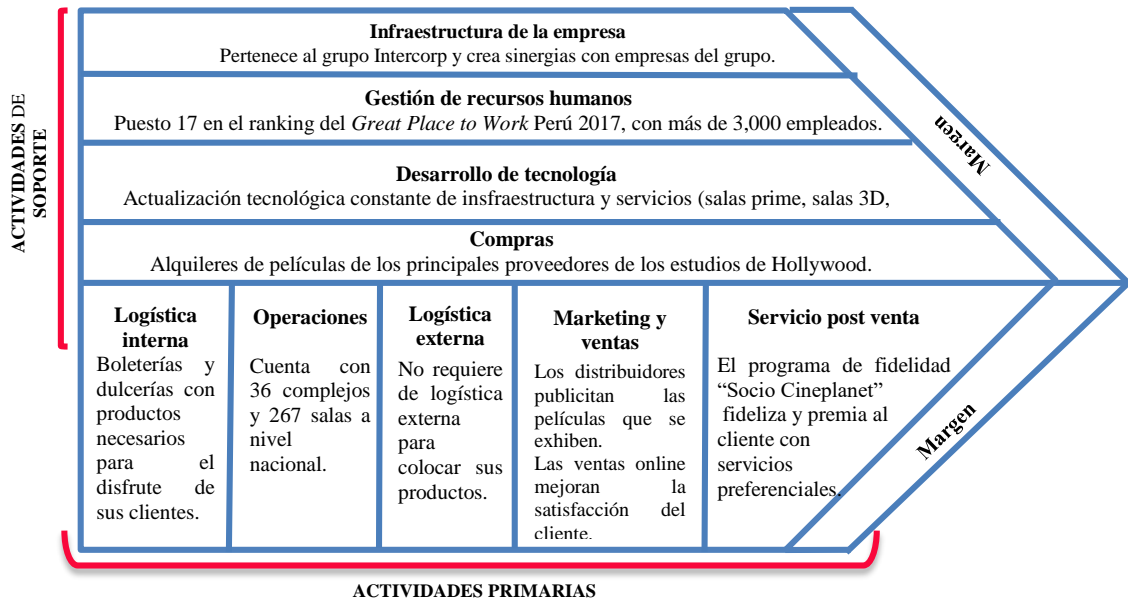 ACTIVIDADES DE
SOPORTE
Infraestructura de la empresa
Pertenece al grupo Intercorp y crea sinergias con empresas del grupo.
Gestión de recursos humanos
Puesto 17 en el ranking del Great Place to Work Perú 2017, con más de 3,000 empleados.
Desarrollo de tecnología
Actualización tecnológica constante de insfraestructura y servicios (salas prime, salas 3D,
Compras
Alquileres de películas de los principales proveedores de los estudios de Hollywood.
Margen
Logística
interna
Boleterías y
dulcerías con
productos
necesarios
para el
disfrute de
sus clientes.
Operaciones
Cuenta con
36 complejos
y 267 salas a
nivel
nacional.
Logística
externa
No requiere
de logística
externa
para
colocar sus
productos.
Marketing y
ventas
Los distribuidores
publicitan las
películas que se
exhiben.
Las ventas online
mejoran la
satisfacción del
cliente.
Servicio post venta
El programa de fidelidad
“Socio Cineplanet”
fideliza y premia al
cliente con
servicios
preferenciales.
Margen
ACTIVIDADES PRIMARIAS